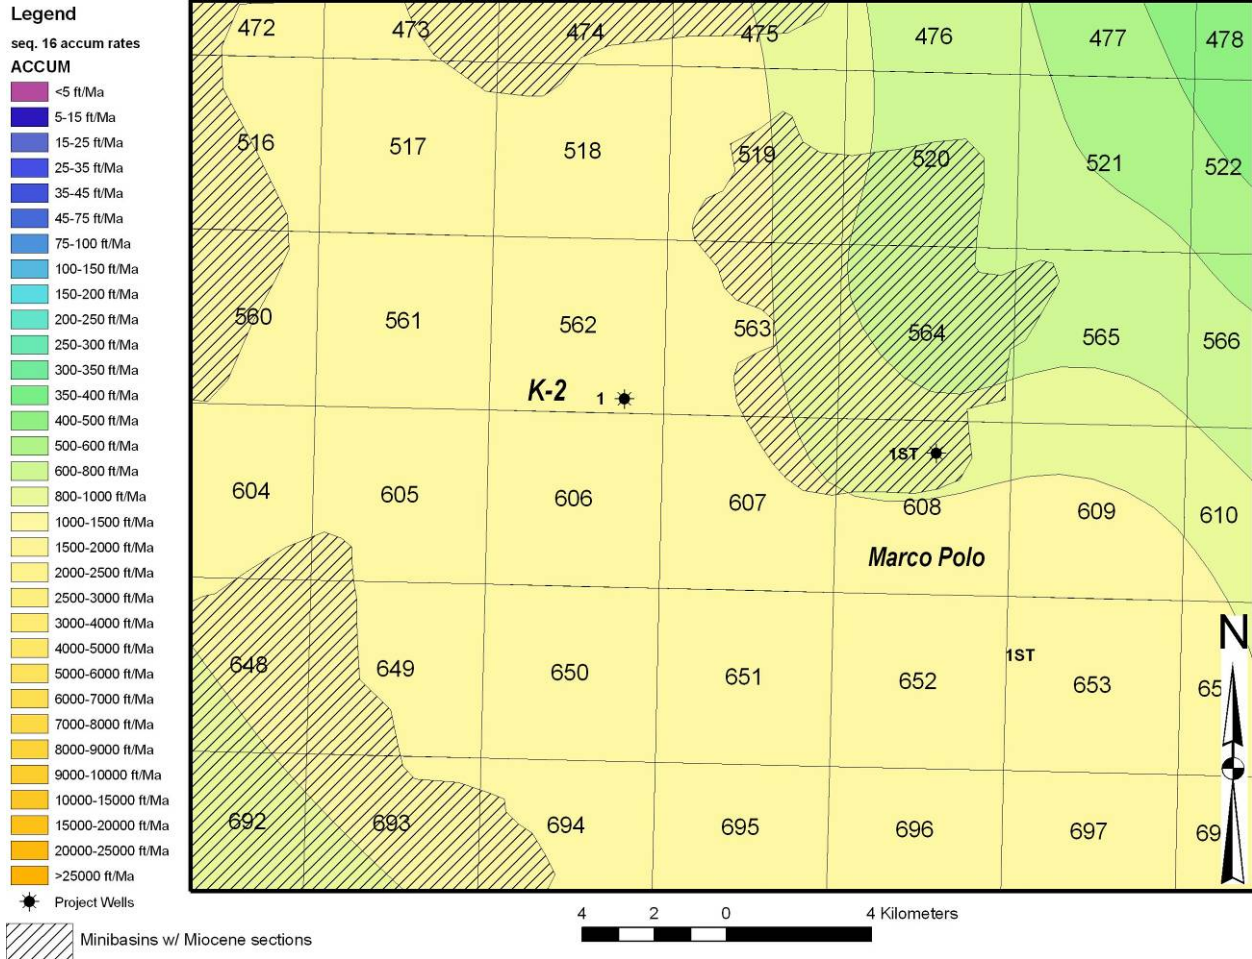 Legend
seq. 16 accum rates
ACCUM
<5 ft/Ma
5-15 ft/Ma
15-25 ft/Ma
25-35 ft/Ma
35-45 ft/Ma
45-75 ft/Ma
75-100 ft/Ma
100-150 ft/Ma
150-200 ft/Ma
200-250 ft/Ma
250-300 ft/Ma
300-350 ft/Ma
350-400 ft/Ma
400-500 ft/Ma
500-600 ft/Ma
600-800 ft/Ma
800-1000 ft/Ma
1000-1500 ft/Ma
1500-2000 ft/Ma
2000-2500 ft/Ma
2500-3000 ft/Ma
3000-4000 ft/Ma
4000-5000 ft/Ma
5000-6000 ft/Ma
6000-7000 ft/Ma
7000-8000 ft/Ma
8000-9000 ft/Ma
9000-10000 ft/Ma
10000-15000 ft/Ma
15000-20000 ft/Ma
20000-25000 ft/Ma
>25000 ft/Ma
Project Wells
Minibasins w/ Miocene sections
472 473 474 475 476 477 478
516 517 518 519 520 521 522
560 561 562 563 564 565 566
K-2 1
1ST
604 605 606 607 608 609 610
Marco Polo
1ST
N
648 649 650 651 652 653
692 693 694 695 696 697
4 2 0 4 Kilometers